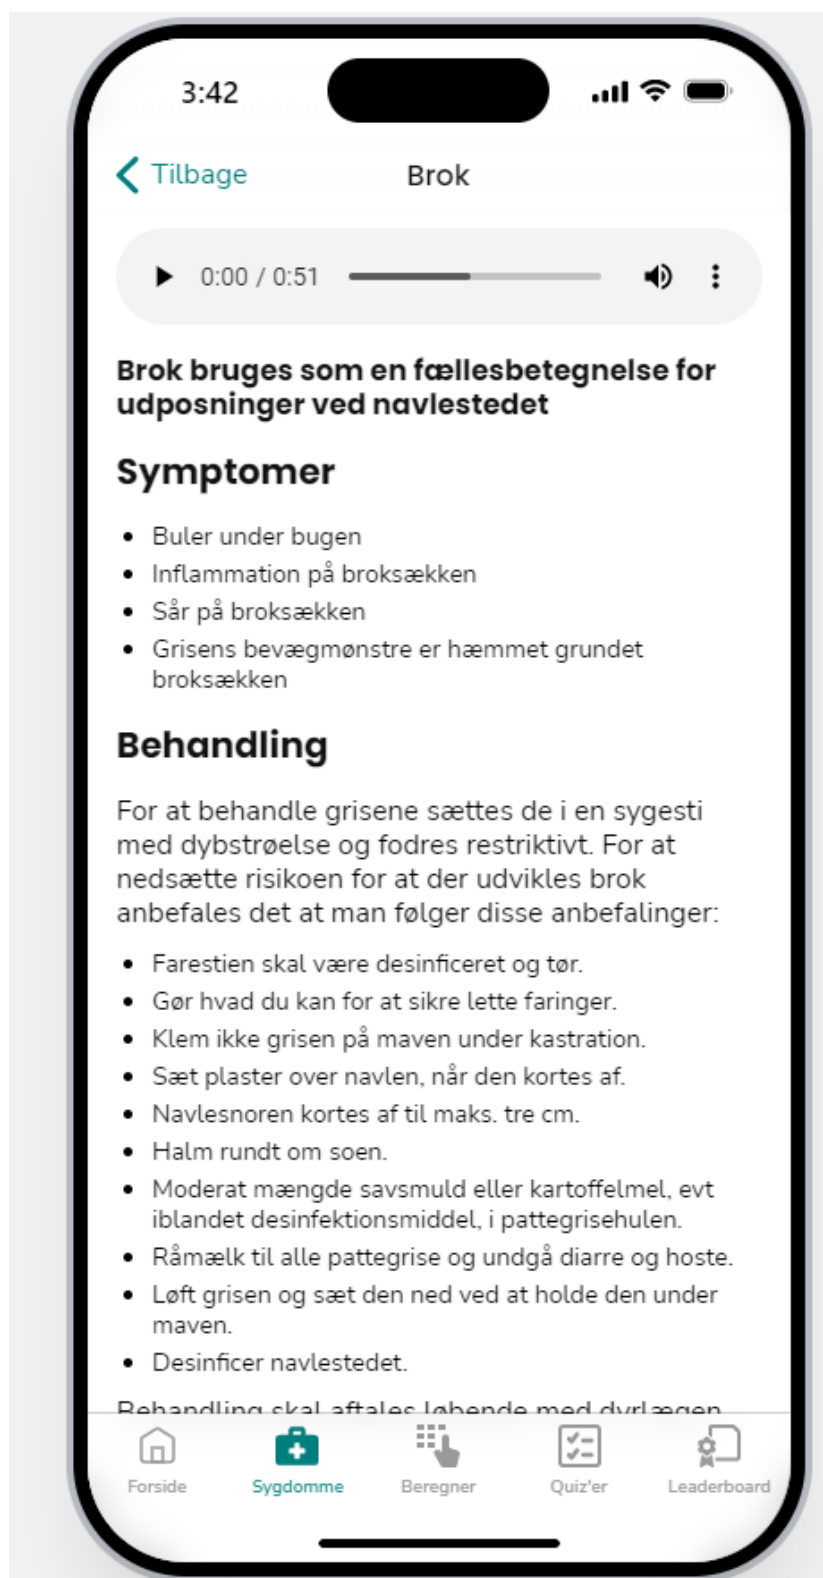 3:42
Tilbage
Brok
0:00 / 0:51
Brok bruges som en fællesbetegnelse for
udposninger ved navlestedet
Symptomer
Buler under bugen
Inflammation på broksækken
Sår på broksækken
Grisens bevægmønstre er hæmmet grundet
broksækken
Behandling
For at behandle grisene sættes de i en sygesti
med dybstrøelse og fodres restriktivt. For at
nedsætte risikoen for at der udvikles brok
anbefales det at man følger disse anbefalinger:
Farestien skal være desinficeret og tør.
Gør hvad du kan for at sikre lette faringer.
Klem ikke grisen på maven under kastration.
Sæt plaster over navlen, når den kortes af.
Navlesnoren kortes af til maks. tre cm.
Halm rundt om soen.
Moderat mængde savsmuld eller kartoffelmel, evt
iblandet desinfektionsmiddel, i pattegrisehulen.
Råmælk til alle pattegrise og undgå diarre og hoste.
Løft grisen og sæt den ned ved at holde den under
maven.
Desinficer navlestedet.
Behandling skal aftales løbende med dyrlægen
Forside
Sygdomme
Beregner
Quiz'er
Leaderboard